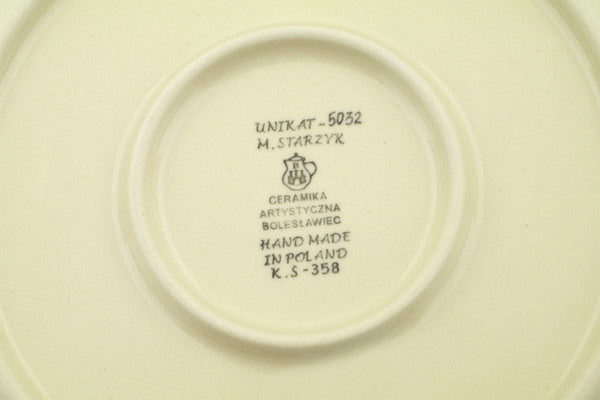 UNIKAT-5032
M. STARZYK
B
CERAMIKA
ARTYSTYCZNA
BOLESŁAWIEC
HAND MADE
IN POLAND
K.S-358